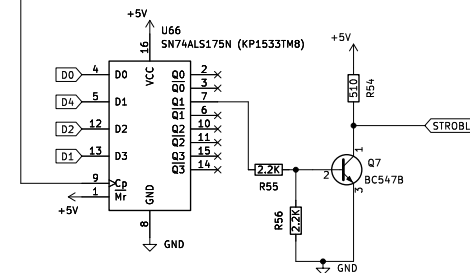 +5V
U66
SN74ALS175N (KP1533TM8)
16
VCC
D0 4 D0 Q0 2
Q0 3
D4 5 D1 Q1 7
Q1 6
D2 12 D2 Q2 10
Q2 11
D1 13 D3 Q3 15
Q3 14
9 Cp
1 Mr
+5V
GND
8
GND
+5V
510
R54
STROBL
1
Q7
2
BC547B
3
2.2K
R55
R56
2.2K
GND